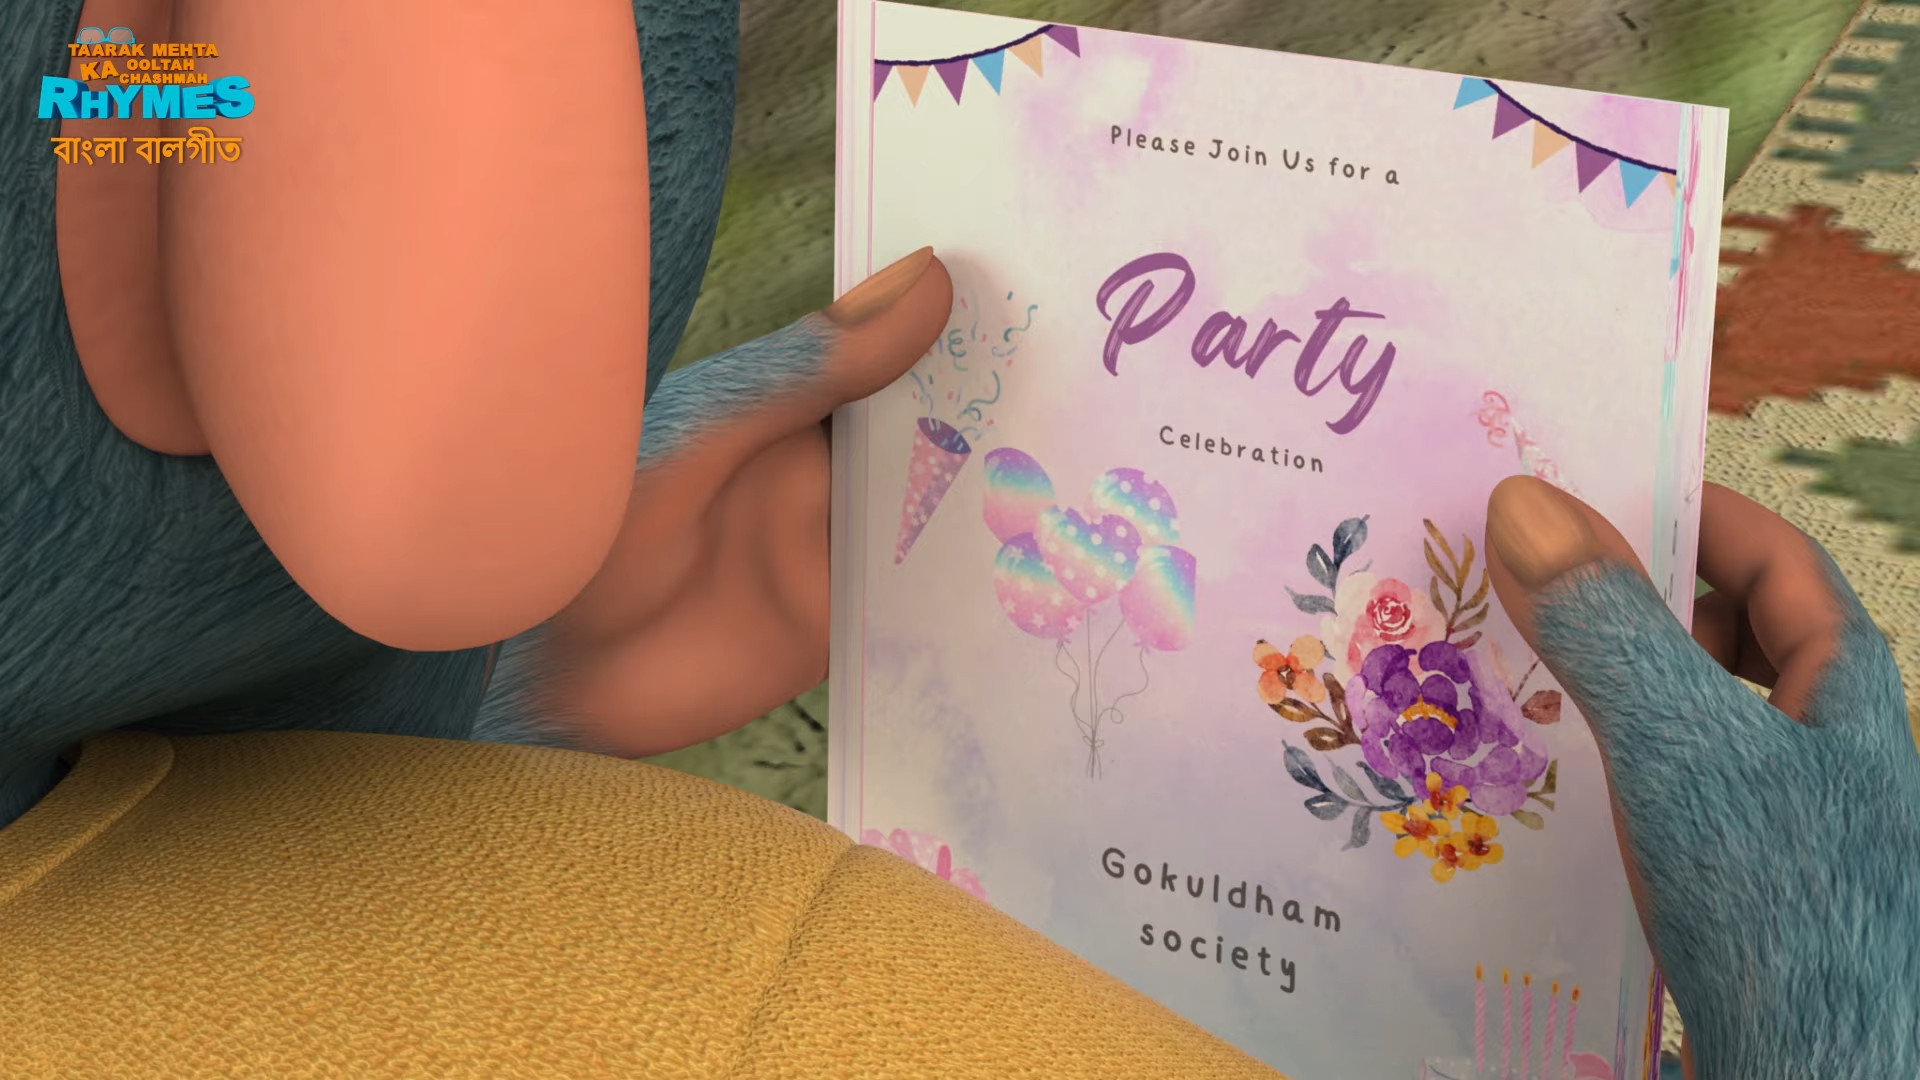 TAARAK MEHTA
KA OOLTAH
CHASHMAH
RHYMES
বাংলা বালগীত
Please Join Us for a
Party
Celebration
Gokuldham
society